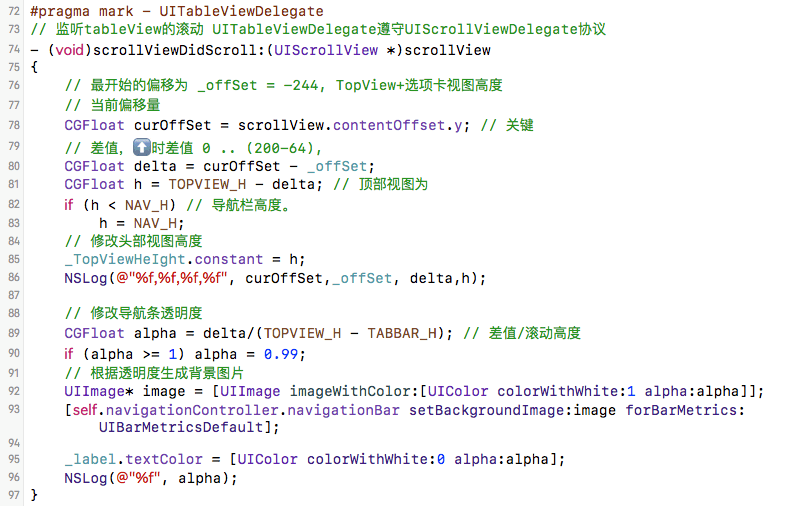 72 #pragma mark - UITableViewDelegate
73 // 监听tableView的滚动 UITableViewDelegate遵守UIScrollViewDelegate协议
74 - (void)scrollViewDidScroll:(UIScrollView *)scrollView
75 {
76 // 最开始的偏移为 _offSet = -244, TopView+选项卡视图高度
77 // 当前偏移量
78 CGFloat curOffSet = scrollView.contentOffset.y; // 关键
79 // 差值，⬆️时差值 0 .. (200-64),
80 CGFloat delta = curOffSet - _offSet;
81 CGFloat h = TOPVIEW_H - delta; // 顶部视图为
82 if (h < NAV_H) // 导航栏高度。
83 h = NAV_H;
84 // 修改头部视图高度
85 _TopViewHeIght.constant = h;
86 NSLog(@"%f,%f,%f,%f", curOffSet,_offSet, delta,h);
87
88 // 修改导航条透明度
89 CGFloat alpha = delta/(TOPVIEW_H - TABBAR_H); // 差值/滚动高度
90 if (alpha >= 1) alpha = 0.99;
91 // 根据透明度生成背景图片
92 UIImage* image = [UIImage imageWithColor:[UIColor colorWithWhite:1 alpha:alpha]];
93 [self.navigationController.navigationBar setBackgroundImage:image forBarMetrics:
UIBarMetricsDefault];
94
95 _label.textColor = [UIColor colorWithWhite:0 alpha:alpha];
96 NSLog(@"%f", alpha);
97 }